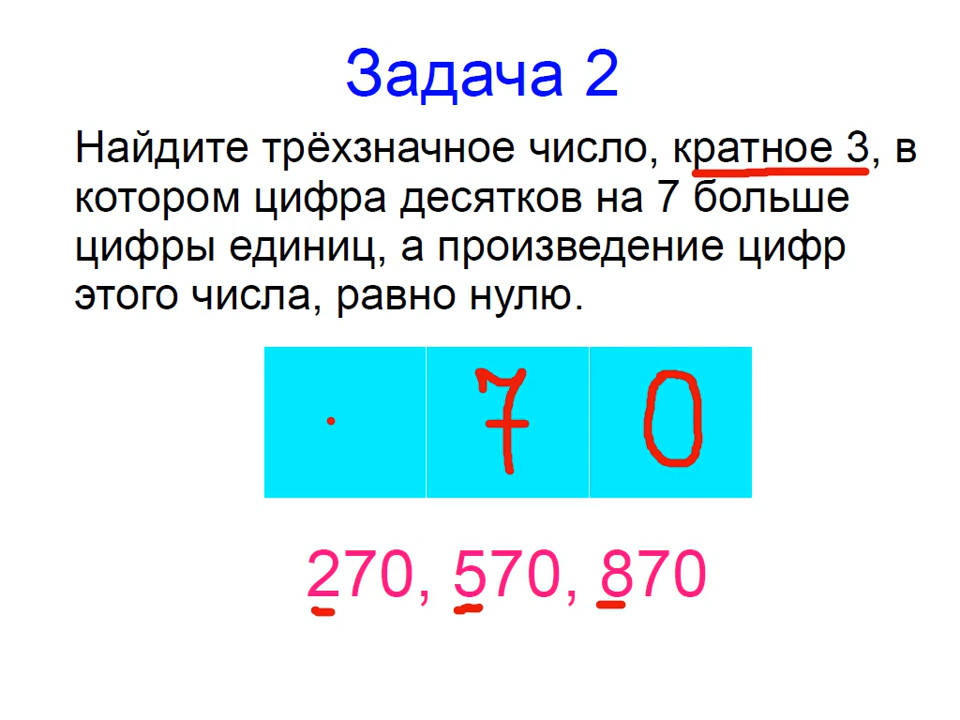 Задача 2
Найдите трёхзначное число, кратное 3, в
котором цифра десятков на 7 больше
цифры единиц, а произведение цифр
этого числа, равно нулю.
7 0
270, 570, 870